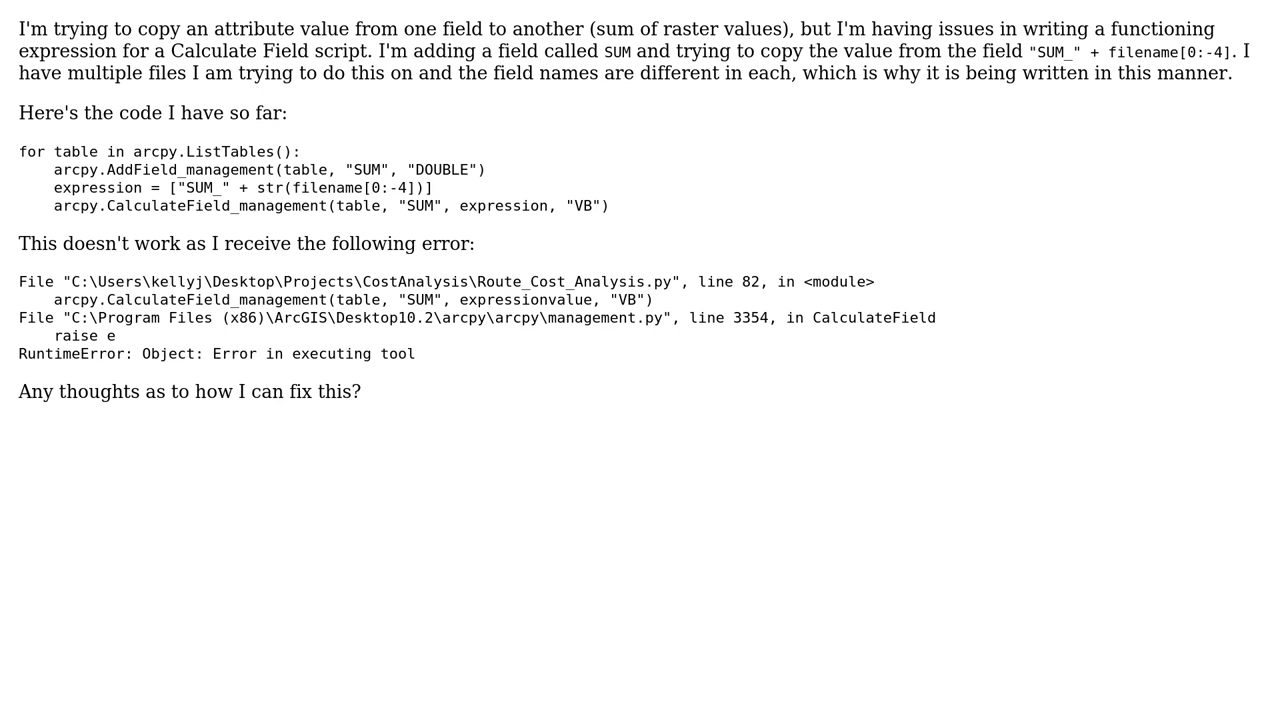 I'm trying to copy an attribute value from one field to another (sum of raster values), but I'm having issues in writing a functioning
expression for a Calculate Field script. I'm adding a field called SUM and trying to copy the value from the field "SUM_" + filename[0:-4]. I
have multiple files I am trying to do this on and the field names are different in each, which is why it is being written in this manner.
Here's the code I have so far:
for table in arcpy.ListTables():
    arcpy.AddField_management(table, "SUM", "DOUBLE")
    expression = ["SUM_" + str(filename[0:-4])]
    arcpy.CalculateField_management(table, "SUM", expression, "VB")
This doesn't work as I receive the following error:
File "C:\Users\kellyj\Desktop\Projects\CostAnalysis\Route_Cost_Analysis.py", line 82, in <module>
    arcpy.CalculateField_management(table, "SUM", expressionvalue, "VB")
File "C:\Program Files (x86)\ArcGIS\Desktop10.2\arcpy\arcpy\management.py", line 3354, in CalculateField
    raise e
RuntimeError: Object: Error in executing tool
Any thoughts as to how I can fix this?